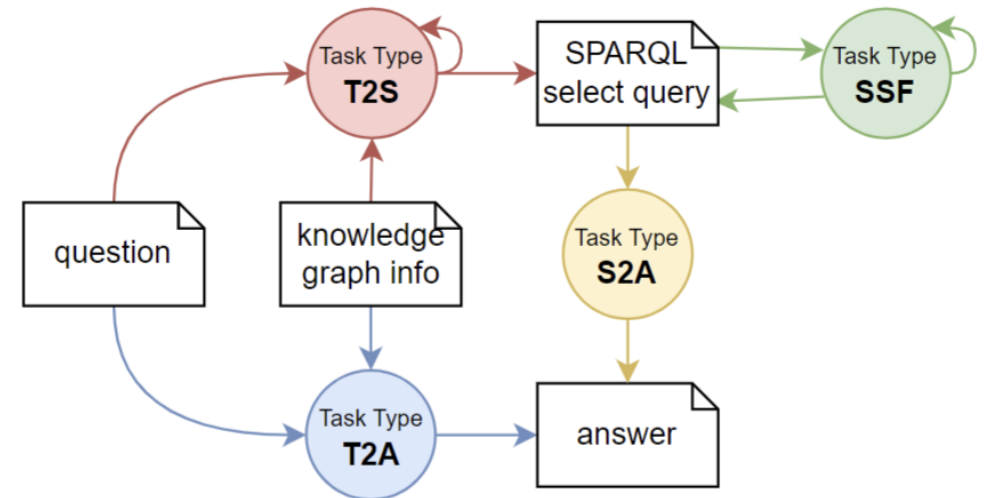 Task Type
T2S
SPARQL
select query
Task Type
SSF
question
knowledge
graph info
Task Type
S2A
Task Type
T2A
answer